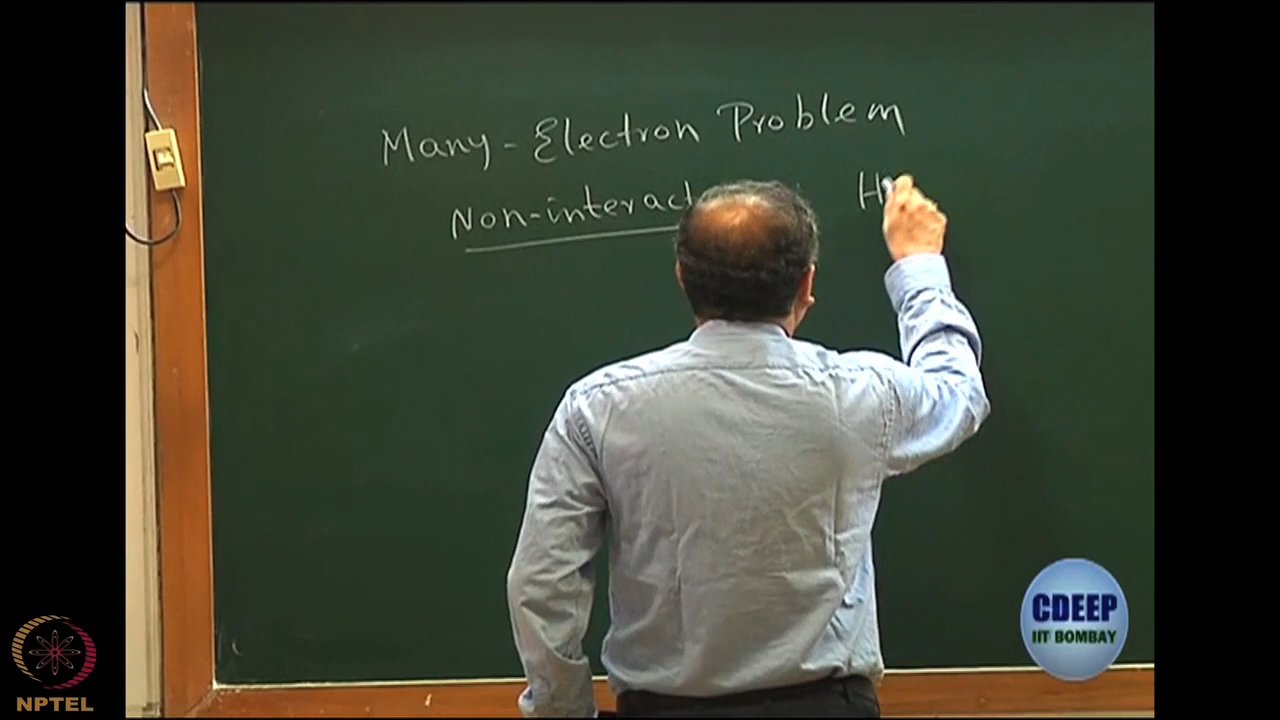 Many-Electron Problem
Non-interact
H
CDEEP
IIT BOMBAY
NPTEL